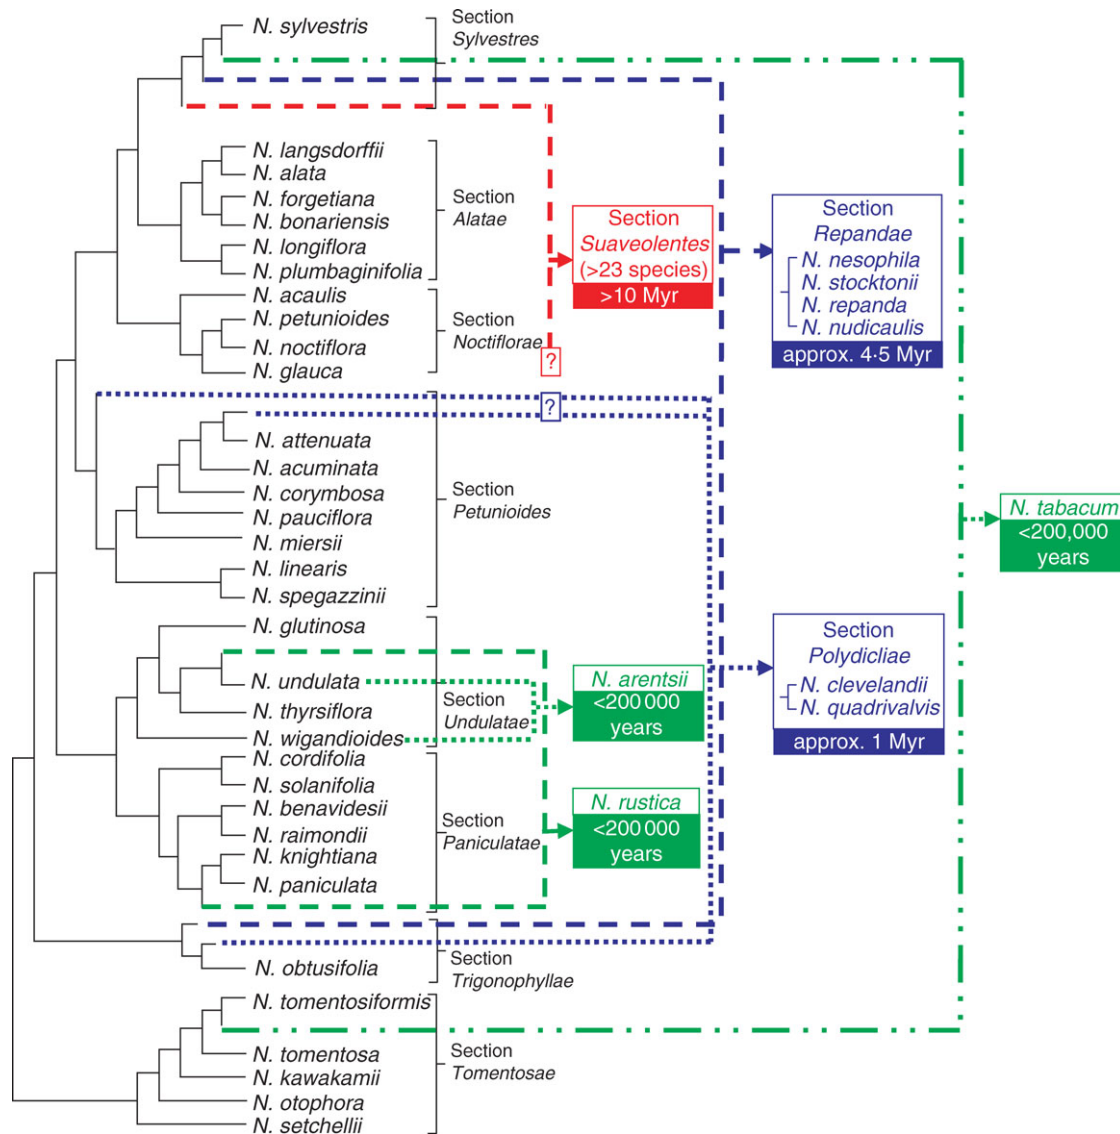 N. sylvestris
Section
Sylvestres
N. langsdorffii
N. alata
N. forgetiana
N. bonariensis
N. longiflora
N. plumbaginifolia
Section
Alatae
N. acaulis
N. petunioides
N. noctiflora
N. glauca
Section
Noctiflorae
N. attenuata
N. acuminata
N. corymbosa
N. pauciflora
N. miersii
N. linearis
N. spegazzinii
Section
Petunioides
N. glutinosa
N. undulata
N. thyrsiflora
N. wigandioides
Section
Undulatae
N. cordifolia
N. solanifolia
N. benavidesii
N. raimondii
N. knightiana
N. paniculata
Section
Paniculatae
N. obtusifolia
Section
Trigonophyllae
N. tomentosiformis
N. tomentosa
N. kawakamii
N. otophora
N. setchellii
Section
Tomentosae
Section
Suaveolentes
(>23 species)
>10 Myr
?
?
N. arentsii
<200 000
years
N. rustica
<200 000
years
Section
Repandae
N. nesophila
N. stocktonii
N. repanda
N. nudicaulis
approx. 4·5 Myr
Section
Polydicliae
N. clevelandii
N. quadrivalvis
approx. 1 Myr
N. tabacum
<200,000
years